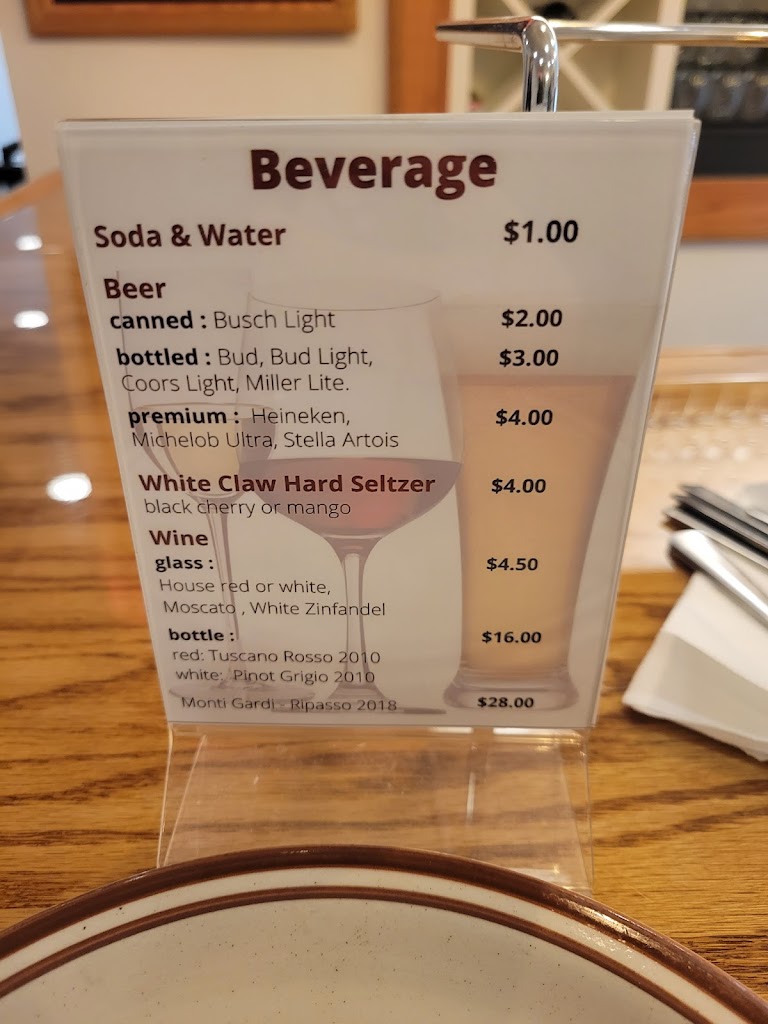 Beverage
Soda & Water $1.00
Beer
canned : Busch Light $2.00
bottled : Bud, Bud Light, $3.00
Coors Light, Miller Lite.
premium : Heineken, $4.00
Michelob Ultra, Stella Artois
White Claw Hard Seltzer $4.00
black cherry or mango
Wine
glass : $4.50
House red or white,
Moscato , White Zinfandel
bottle : $16.00
red: Tuscano Rosso 2010
white: Pinot Grigio 2010
Monti Gardi - Ripasso 2018 $28.00